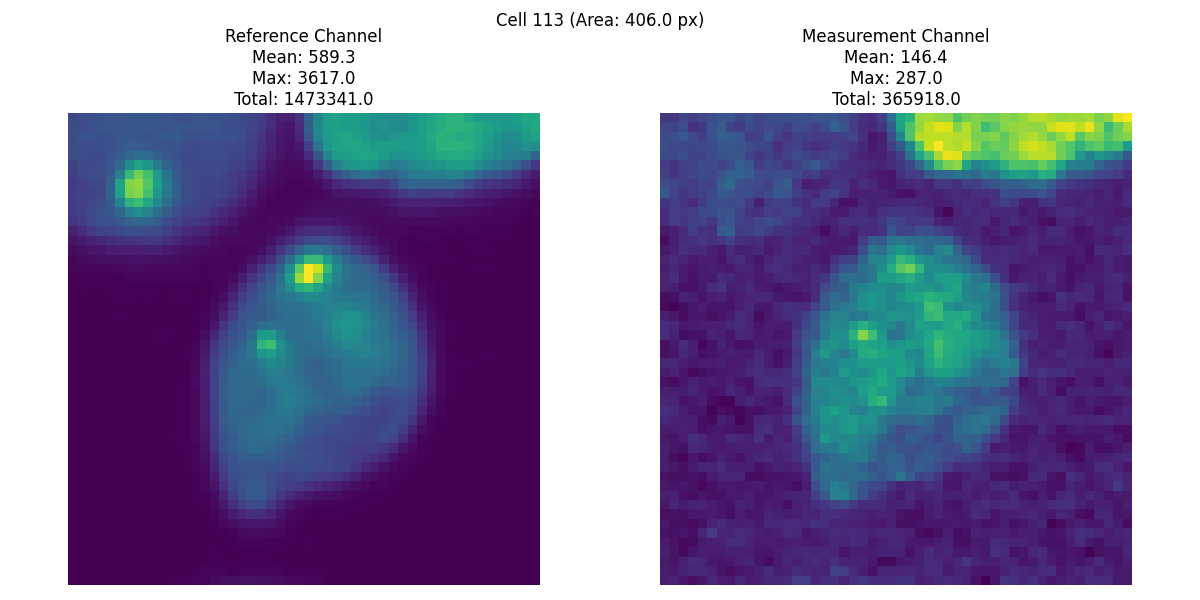 Cell 113 (Area: 406.0 px)
Reference Channel
Mean: 589.3
Max: 3617.0
Total: 1473341.0
Measurement Channel
Mean: 146.4
Max: 287.0
Total: 365918.0